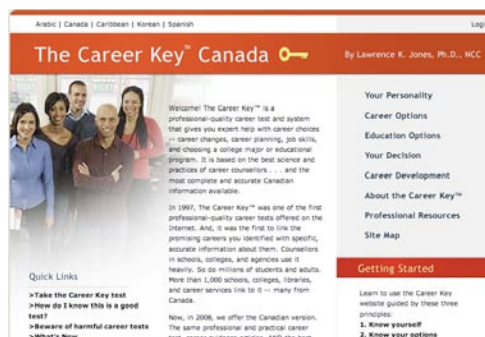 Arabic | Canada | Caribbean | Korean | Spanish
Logi
The Career Key™ Canada
By Lawrence K. Jones, Ph.D., NCC
Welcome! The Career Key™ is a
professional-quality career test and system
that gives you expert help with career choices
-- career changes, career planning, job skills,
and choosing a college major or educational
program. It is based on the best science and
practices of career counsellors . . . and the
most complete and accurate Canadian
information available.
In 1997, The Career Key™ was one of the first
professional-quality career tests offered on the
Internet. And, it was the first to link the
promising careers you identified with specific,
accurate information about them. Counsellors
in schools, colleges, and agencies use it
heavily. So do millions of students and adults.
More than 1,000 schools, colleges, libraries,
and career services link to it -- many from
Canada.
Now, in 2008, we offer the Canadian version.
The same professional and practical career
Quick Links
>Take the Career Key test
>How do I know this is a good
test?
>Beware of harmful career tests
>What's New
Your Personality
Career Options
Education Options
Your Decision
Career Development
About the Career Key™
Professional Resources
Site Map
Getting Started
Learn to use the Career Key
website guided by these three
principles:
1. Know yourself
2. Know your options